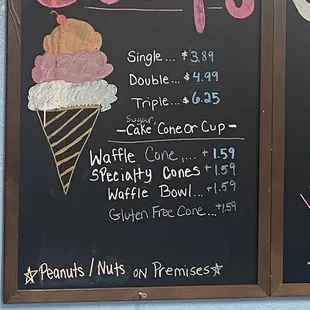 Single... $3.89
Double... $4.99
Triple... $6.25
Sugar,
-Cake, Cone or Cup-
Waffle Cone,... +1.59
Specialty Cones +1.59
Waffle Bowl...+1.59
Gluten Free Cone...+1.59
☆Peanuts / Nuts on Premises☆